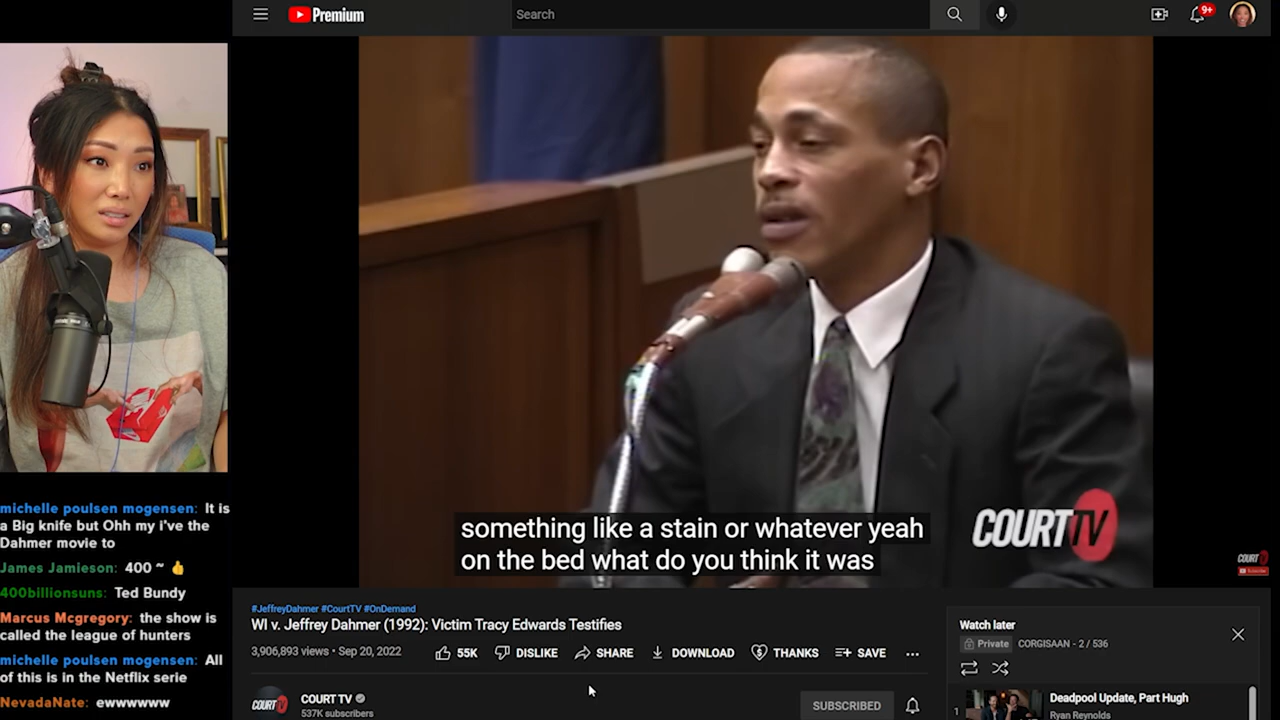 Premium
Search
9+
something like a stain or whatever yeah
on the bed what do you think it was
COURT TV
COURT
#JeffreyDahmer #CourtTV #OnDemand
WI v. Jeffrey Dahmer (1992): Victim Tracy Edwards Testifies
3,906,893 views • Sep 20, 2022
55K
DISLIKE
SHARE
DOWNLOAD
THANKS
SAVE
COURT TV
537K subscribers
SUBSCRIBED
Watch later
Private CORGISAAN - 2 / 536
1
Deadpool Update, Part Hugh
Ryan Reynolds
michelle poulsen mogensen: It is
a Big knife but Ohh my i've the
Dahmer movie to
James Jamieson: 400 ~ 👍
400billionsuns: Ted Bundy
Marcus Mcgregory: the show is
called the league of hunters
michelle poulsen mogensen: All
of this is in the Netflix serie
NevadaNate: ewwwwww